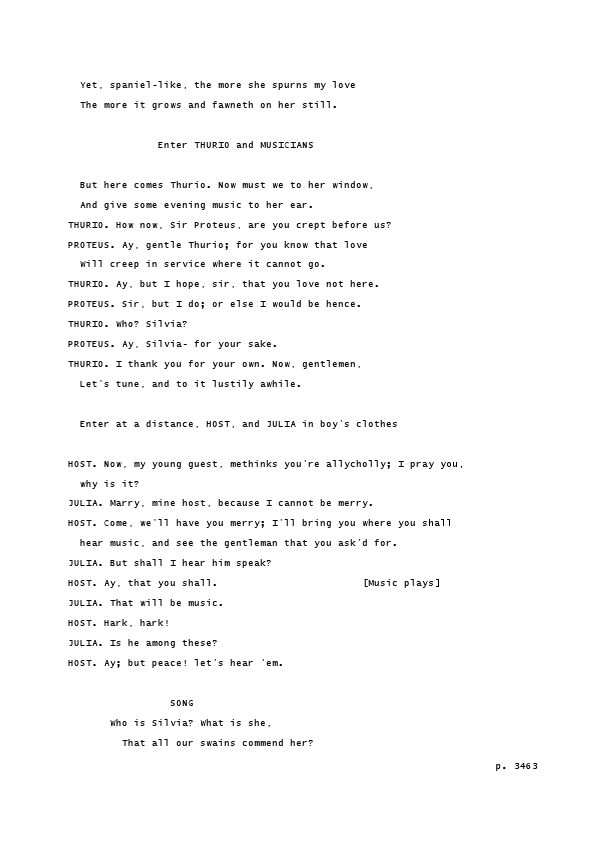 Yet, spaniel-like, the more she spurns my love
The more it grows and fawneth on her still.
Enter THURIO and MUSICIANS
But here comes Thurio. Now must we to her window,
And give some evening music to her ear.
THURIO. How now, Sir Proteus, are you crept before us?
PROTEUS. Ay, gentle Thurio; for you know that love
Will creep in service where it cannot go.
THURIO. Ay, but I hope, sir, that you love not here.
PROTEUS. Sir, but I do; or else I would be hence.
THURIO. Who? Silvia?
PROTEUS. Ay, Silvia- for your sake.
THURIO. I thank you for your own. Now, gentlemen,
Let's tune, and to it lustily awhile.
Enter at a distance, HOST, and JULIA in boy's clothes
HOST. Now, my young guest, methinks you're allycholly; I pray you,
why is it?
JULIA. Marry, mine host, because I cannot be merry.
HOST. Come, we'll have you merry; I'll bring you where you shall
hear music, and see the gentleman that you ask'd for.
JULIA. But shall I hear him speak?
HOST. Ay, that you shall. [Music plays]
JULIA. That will be music.
HOST. Hark, hark!
JULIA. Is he among these?
HOST. Ay; but peace! let's hear 'em.
SONG
Who is Silvia? What is she,
That all our swains commend her?
p. 3463